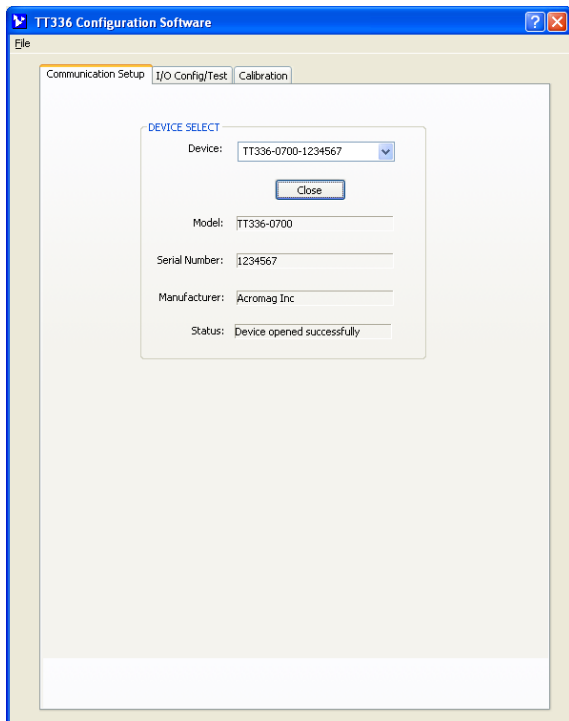 TT336 Configuration Software
File
Communication Setup I/O Config/Test Calibration
DEVICE SELECT
Device: TT336-0700-1234567
Close
Model: TT336-0700
Serial Number: 1234567
Manufacturer: Acromag Inc
Status: Device opened successfully